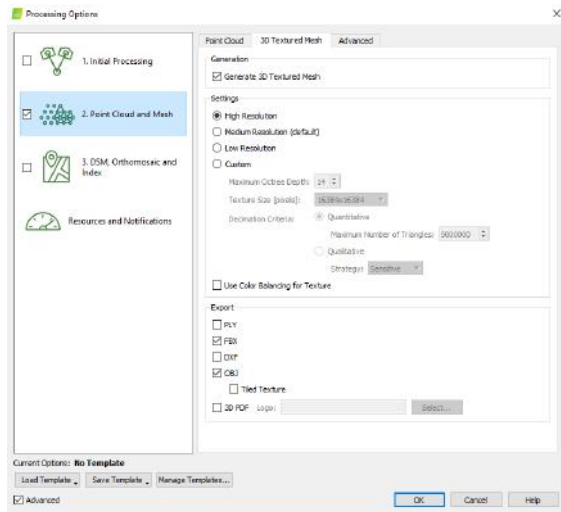 Processing Options
1. Initial Processing
2. Point Cloud and Mesh
3. DSM, Orthomosaic and Index
Resources and Notifications
Point Cloud
3D Textured Mesh
Advanced
Generation
Generate 3D Textured Mesh
Settings
High Resolution
Medium Resolution (default)
Low Resolution
Custom
Maximum Octree Depth: 14
Texture Size [pixels]: 16384x16384
Decimation Criteria: Quantitative
Maximum Number of Triangles:
Qualitative
Strategy: Sensitive
Use Color Balancing for Texture
Export
PLY
FBX
DXF
OBJ
Tiled Texture
3D PDF Logo: Select...
Current Options: No Template
Load Template Save Template Manage Templates...
Advanced
OK Cancel Help